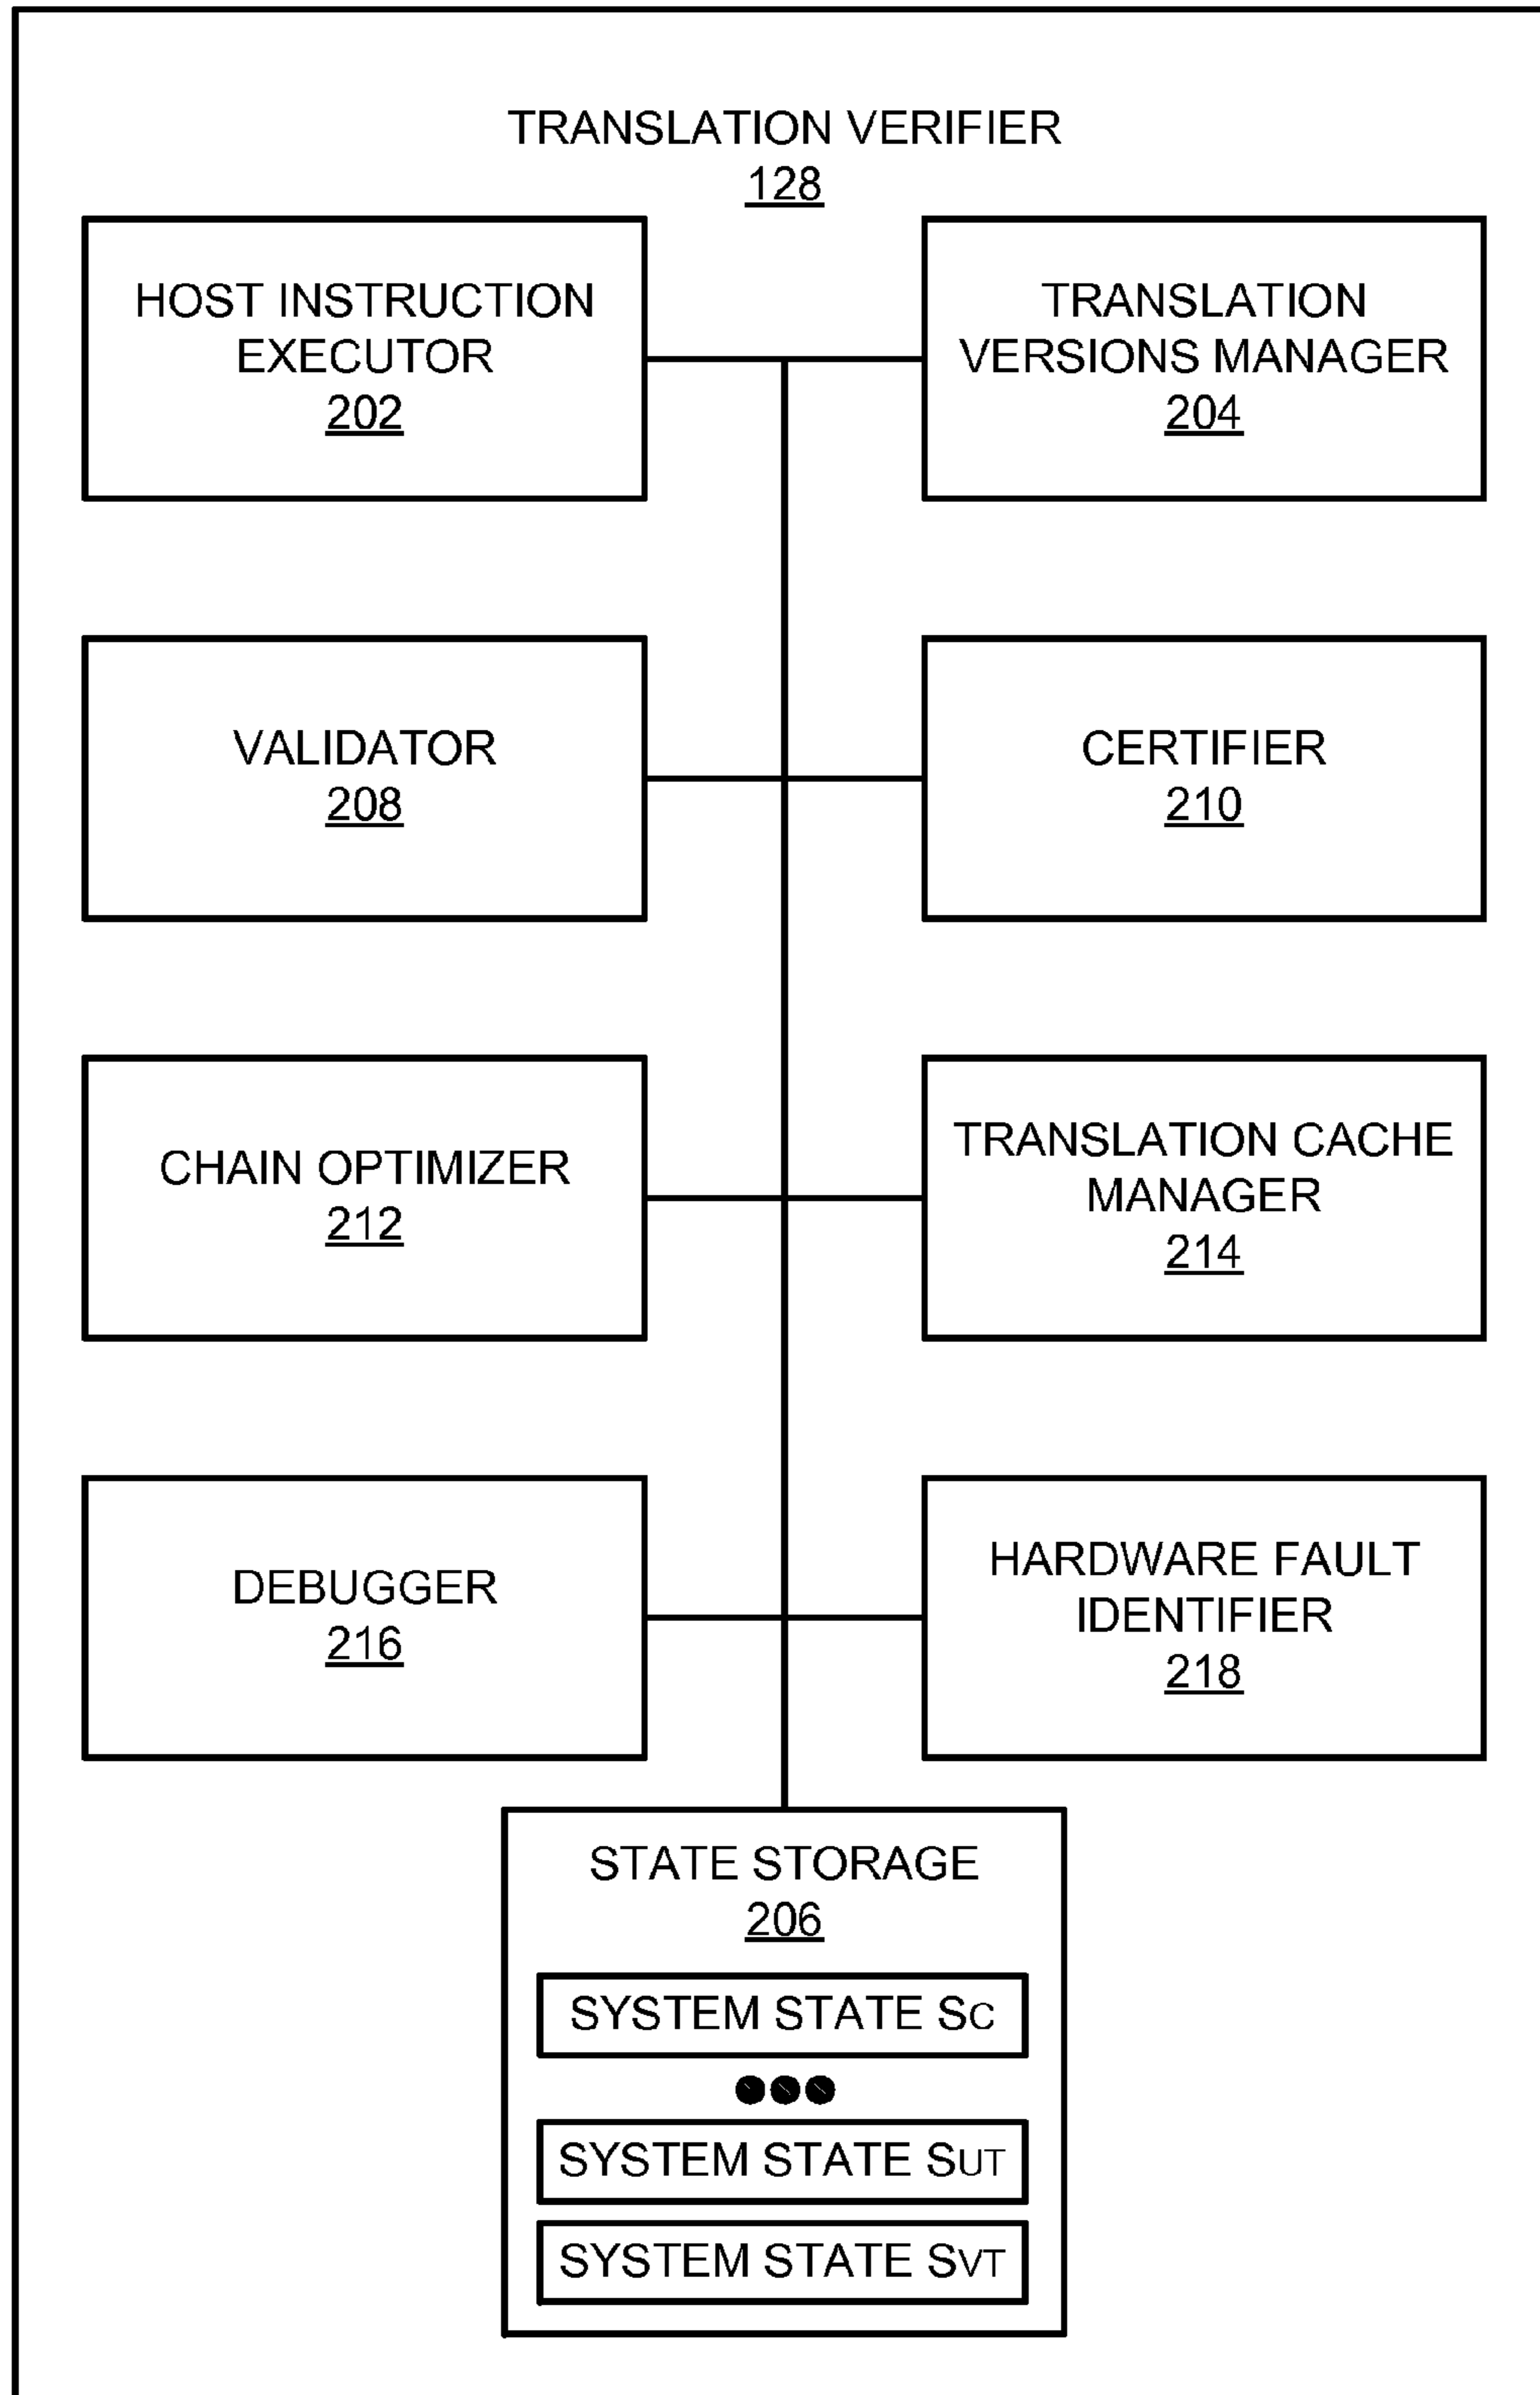 TRANSLATION VERIFIER
128
HOST INSTRUCTION
EXECUTOR
202
TRANSLATION
VERSIONS MANAGER
204
VALIDATOR
208
CERTIFIER
210
CHAIN OPTIMIZER
212
TRANSLATION CACHE
MANAGER
214
DEBUGGER
216
HARDWARE FAULT
IDENTIFIER
218
STATE STORAGE
206
SYSTEM STATE SC
SYSTEM STATE SUT
SYSTEM STATE SVT